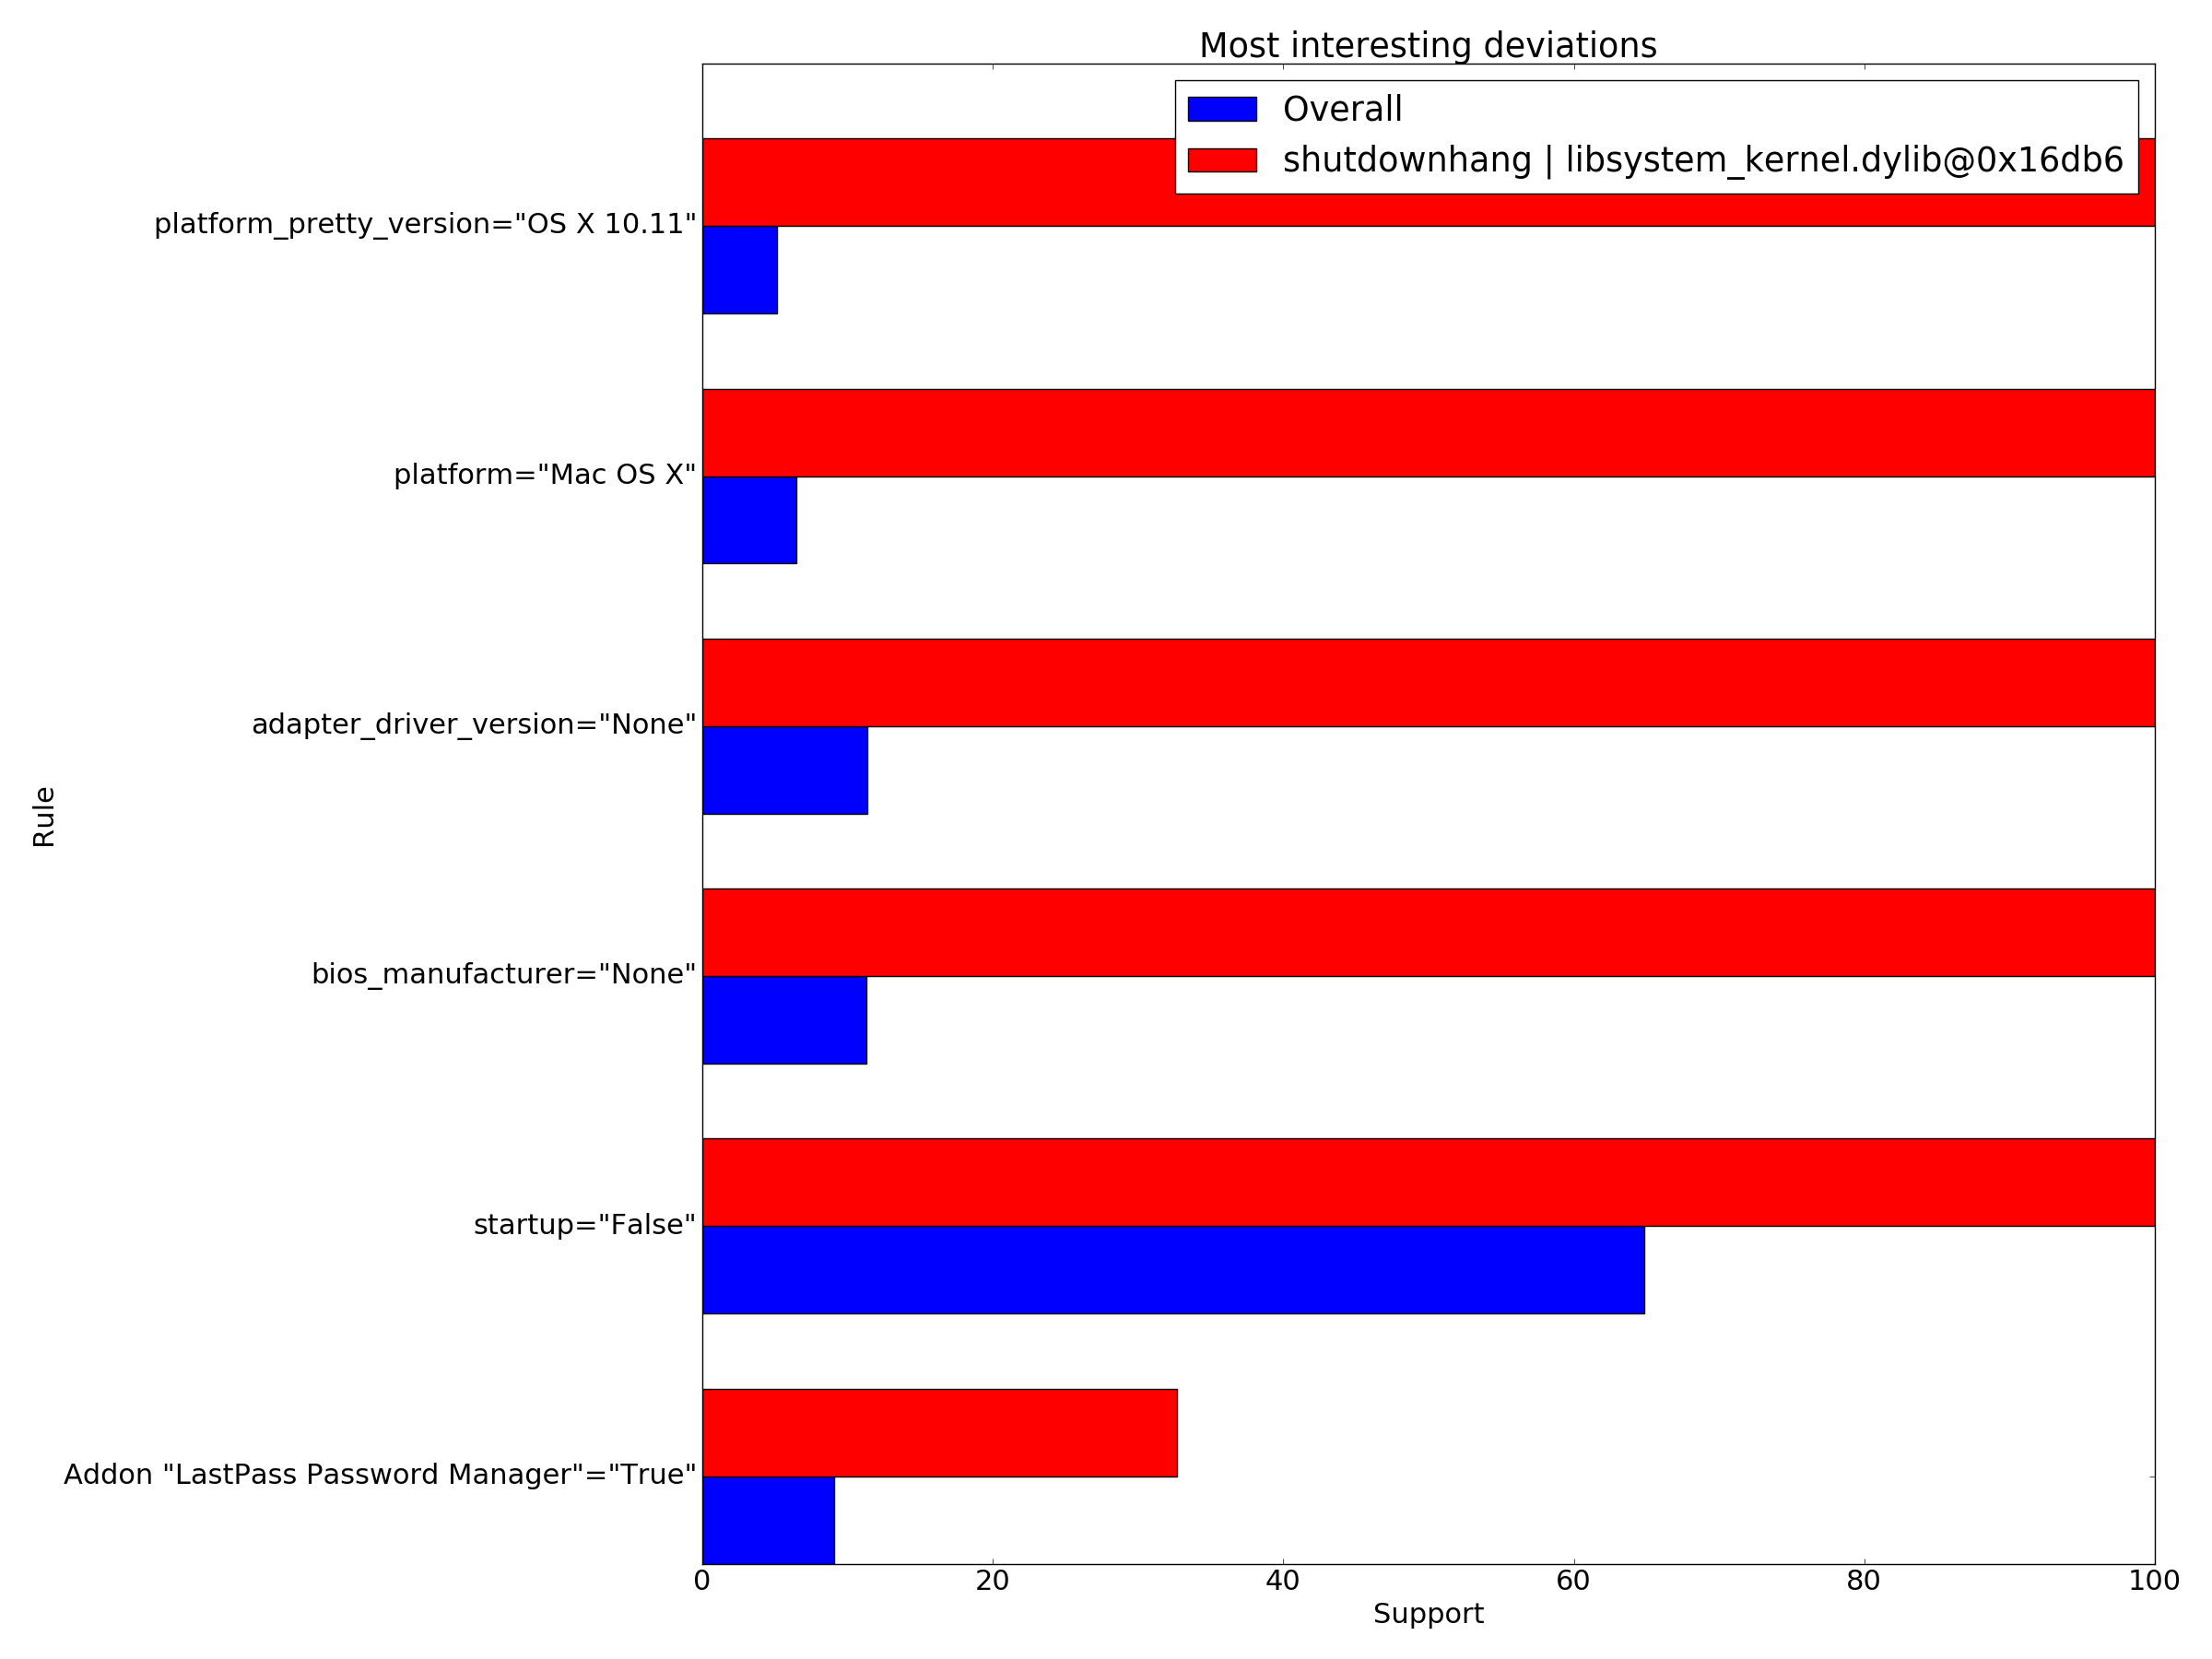 Most interesting deviations
Overall
shutdownhang | libsystem_kernel.dylib@0x16db6
platform_pretty_version="OS X 10.11"
platform="Mac OS X"
adapter_driver_version="None"
Rule
bios_manufacturer="None"
startup="False"
Addon "LastPass Password Manager"="True"
0 20 40 60 80 100
Support